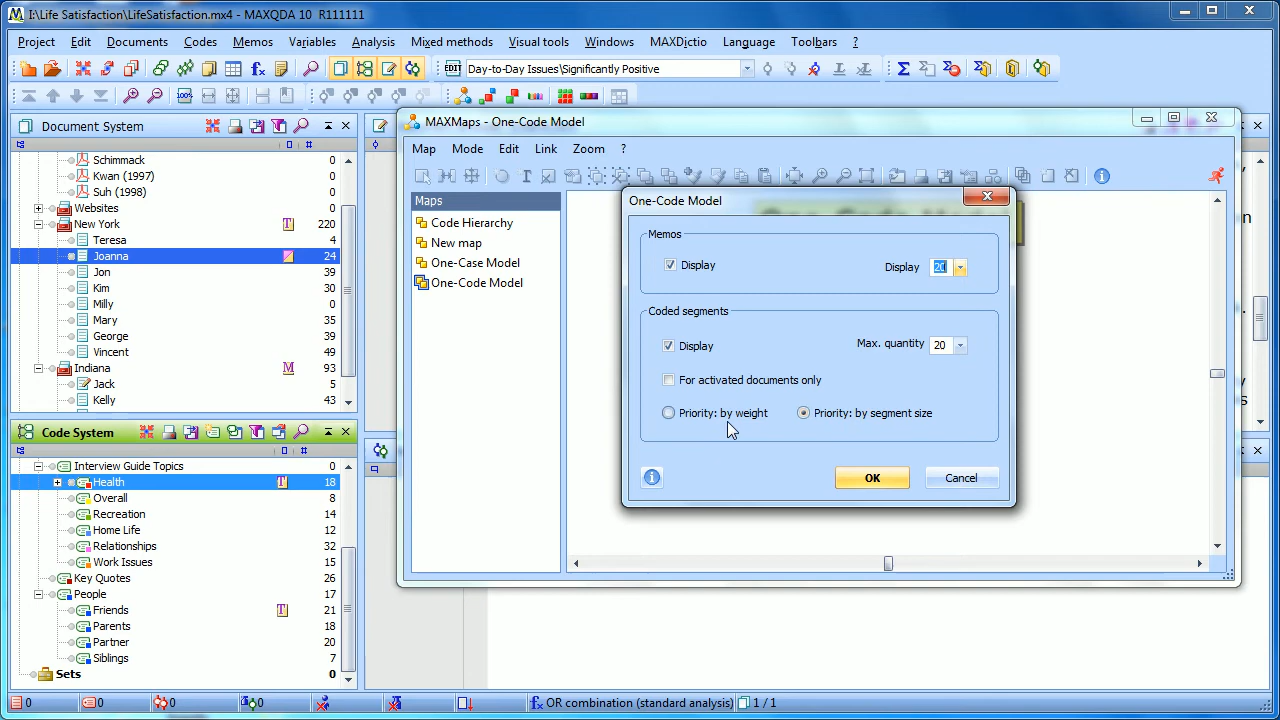 I:\Life Satisfaction\LifeSatisfaction.mx4 - MAXQDA 10 R111111
Project Edit Documents Codes Memos Variables Analysis Mixed methods Visual tools Windows MAXDictio Language Toolbars ?
EDIT Day-to-Day Issues\Significantly Positive
100%
Document System
Schimmack 0
Kwan (1997) 0
Suh (1998) 0
Websites 0
New York 220
Teresa 4
Joanna 24
Jon 39
Kim 30
Milly 0
Mary 35
George 39
Vincent 49
Indiana 93
Jack 5
Kelly 43
Code System
Interview Guide Topics 0
Health 18
Overall 8
Recreation 14
Home Life 12
Relationships 32
Work Issues 15
Key Quotes 26
People 17
Friends 21
Parents 18
Partner 20
Siblings 7
Sets 0
MAXMaps - One-Code Model
Map Mode Edit Link Zoom ?
Maps
Code Hierarchy
New map
One-Case Model
One-Code Model
One-Code Model
Memos
Display Display 20
Coded segments
Display Max. quantity 20
For activated documents only
Priority: by weight Priority: by segment size
OK Cancel
0 0 0 0 OR combination (standard analysis) 1 / 1